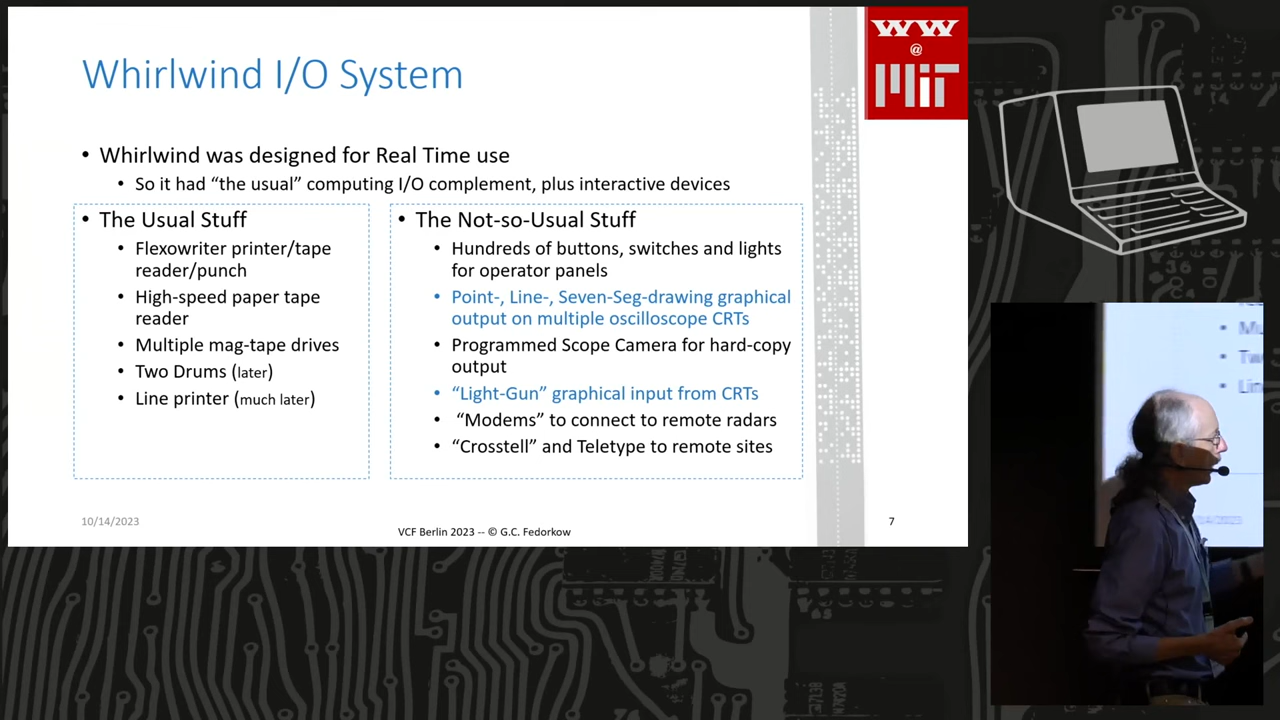 Whirlwind I/O System
WW
@
MIT
• Whirlwind was designed for Real Time use
• So it had “the usual” computing I/O complement, plus interactive devices
• The Usual Stuff
• Flexowriter printer/tape
reader/punch
• High-speed paper tape
reader
• Multiple mag-tape drives
• Two Drums (later)
• Line printer (much later)
• The Not-so-Usual Stuff
• Hundreds of buttons, switches and lights
for operator panels
• Point-, Line-, Seven-Seg-drawing graphical
output on multiple oscilloscope CRTs
• Programmed Scope Camera for hard-copy
output
• “Light-Gun” graphical input from CRTs
• “Modems” to connect to remote radars
• “Crosstell” and Teletype to remote sites
10/14/2023
VCF Berlin 2023 -- © G.C. Fedorkow
7